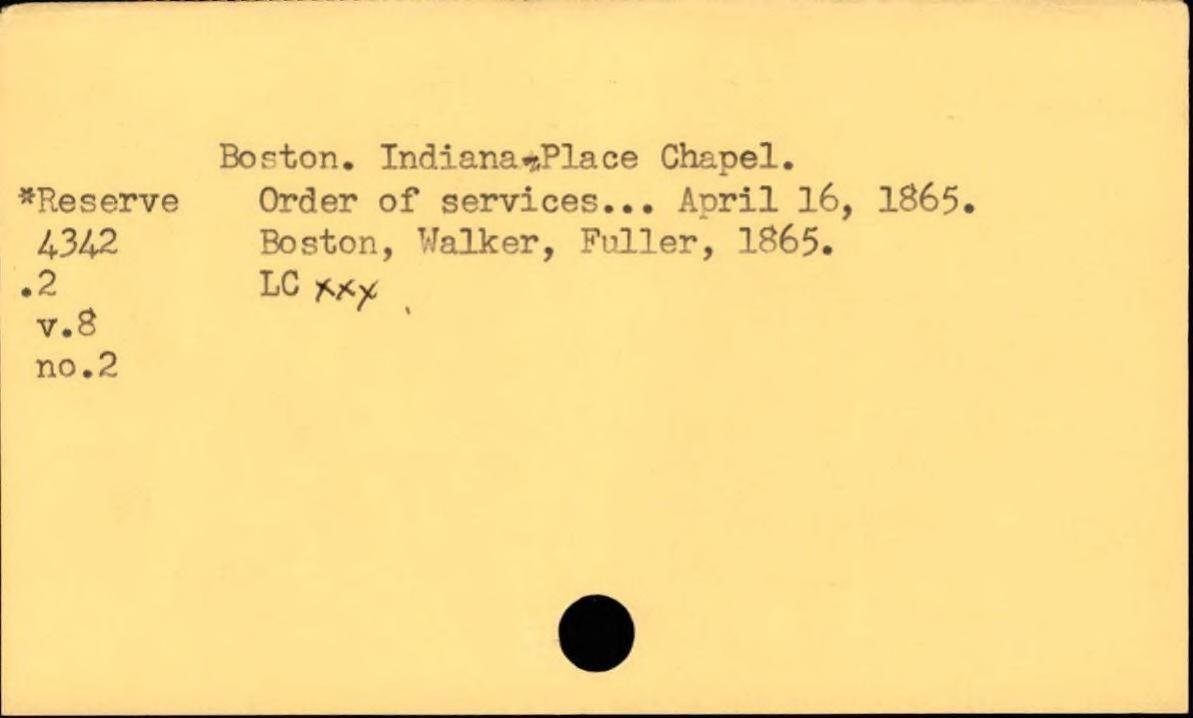 Boston. Indiana-Place Chapel.
*Reserve Order of services... April 16, 1865.
4342 Boston, Walker, Fuller, 1865.
.2 LC xxx
v.8
no.2